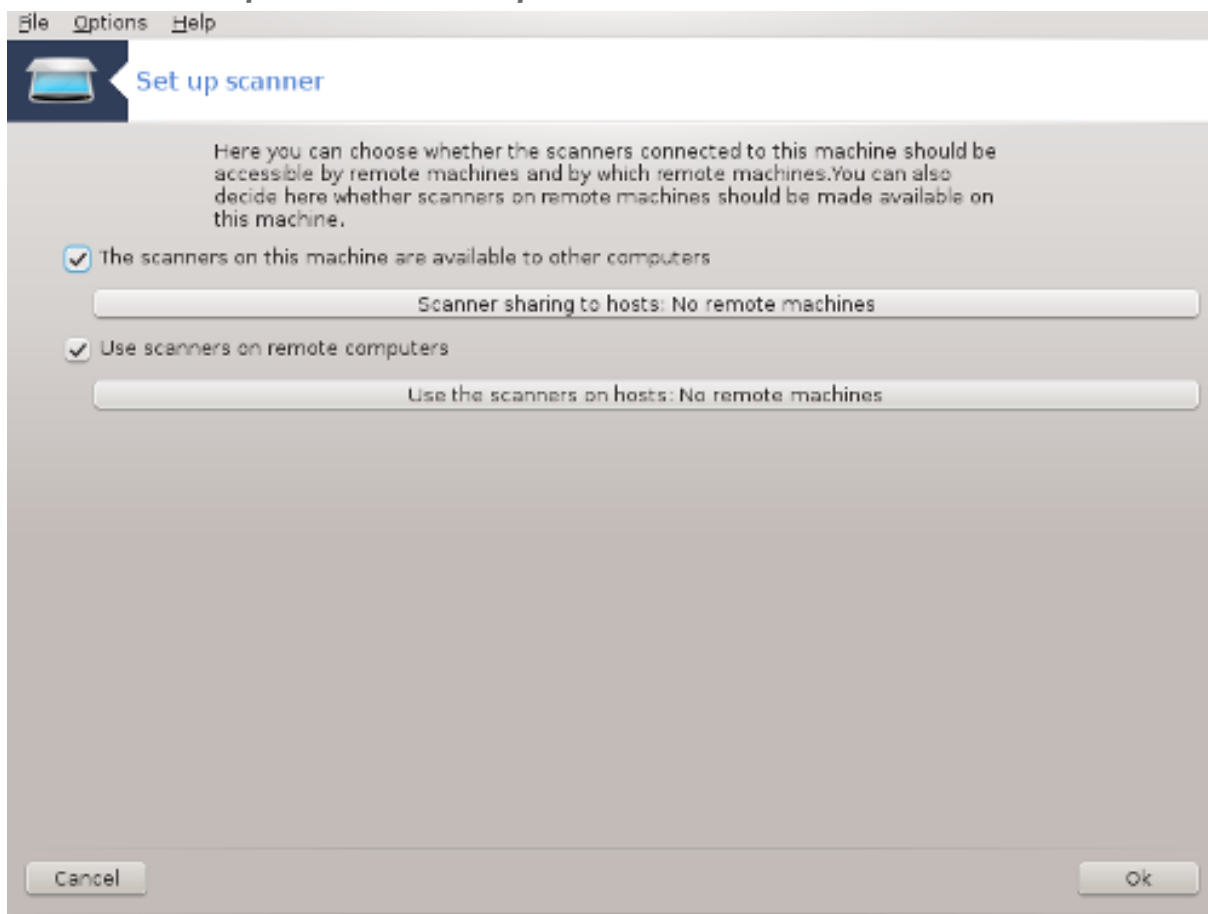 File Options Help
Set up scanner
Here you can choose whether the scanners connected to this machine should be
accessible by remote machines and by which remote machines.You can also
decide here whether scanners on remote machines should be made available on
this machine.
The scanners on this machine are available to other computers
Scanner sharing to hosts: No remote machines
Use scanners on remote computers
Use the scanners on hosts: No remote machines
Cancel Ok